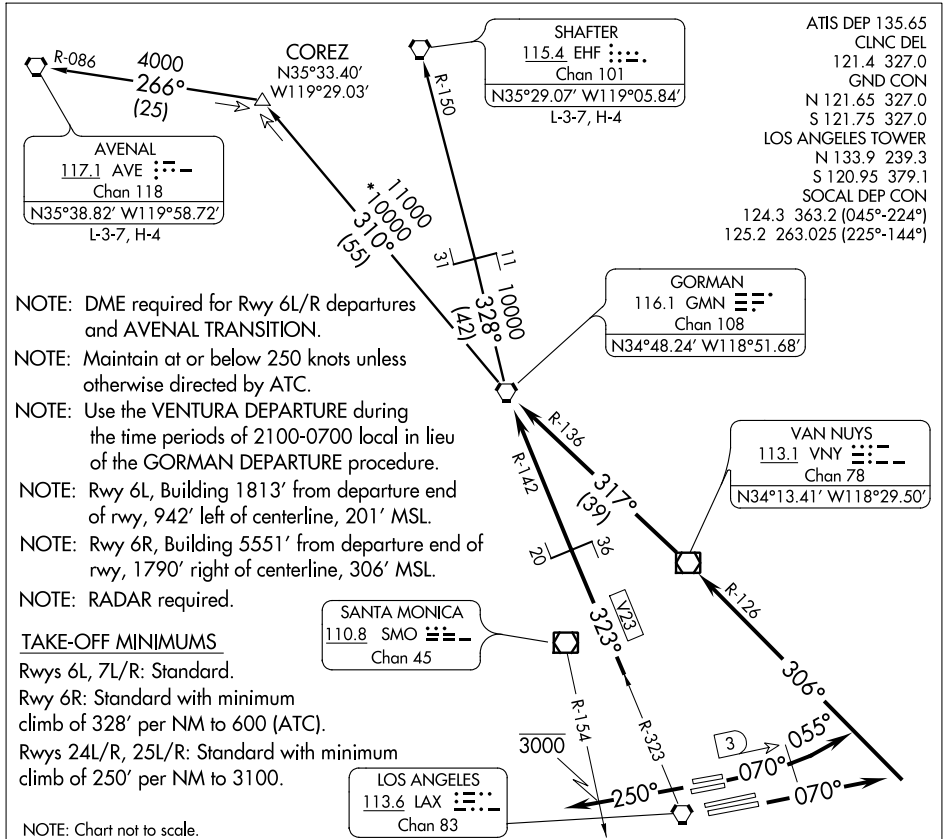 ATIS DEP 135.65
CLNC DEL
121.4 327.0
GND CON
N 121.65 327.0
S 121.75 327.0
LOS ANGELES TOWER
N 133.9 239.3
S 120.95 379.1
SOCAL DEP CON
124.3 363.2 (045°-224°)
125.2 263.025 (225°-144°)
SHAFTER
115.4 EHF
Chan 101
N35°29.07' W119°05.84'
L-3-7, H-4
COREZ
N35°33.40'
W119°29.03'
R-086
4000
266°
(25)
R-150
AVENAL
117.1 AVE
Chan 118
N35°38.82' W119°58.72'
L-3-7, H-4
11000
*10000
310°
(55)
31
11
10000
328°
(42)
GORMAN
116.1 GMN
Chan 108
N34°48.24' W118°51.68'
NOTE: DME required for Rwy 6L/R departures
and AVENAL TRANSITION.
NOTE: Maintain at or below 250 knots unless
otherwise directed by ATC.
NOTE: Use the VENTURA DEPARTURE during
the time periods of 2100-0700 local in lieu
of the GORMAN DEPARTURE procedure.
NOTE: Rwy 6L, Building 1813' from departure end
of rwy, 942' left of centerline, 201' MSL.
NOTE: Rwy 6R, Building 5551' from departure end of
rwy, 1790' right of centerline, 306' MSL.
NOTE: RADAR required.
R-136
R-142
317°
(39)
VAN NUYS
113.1 VNY
Chan 78
N34°13.41' W118°29.50'
20
36
V23
323°
R-126
306°
SANTA MONICA
110.8 SMO
Chan 45
R-154
R-323
TAKE-OFF MINIMUMS
Rwys 6L, 7L/R: Standard.
Rwy 6R: Standard with minimum
climb of 328' per NM to 600 (ATC).
Rwys 24L/R, 25L/R: Standard with minimum
climb of 250' per NM to 3100.
3000
3
055°
250°
070°
070°
LOS ANGELES
113.6 LAX
Chan 83
NOTE: Chart not to scale.